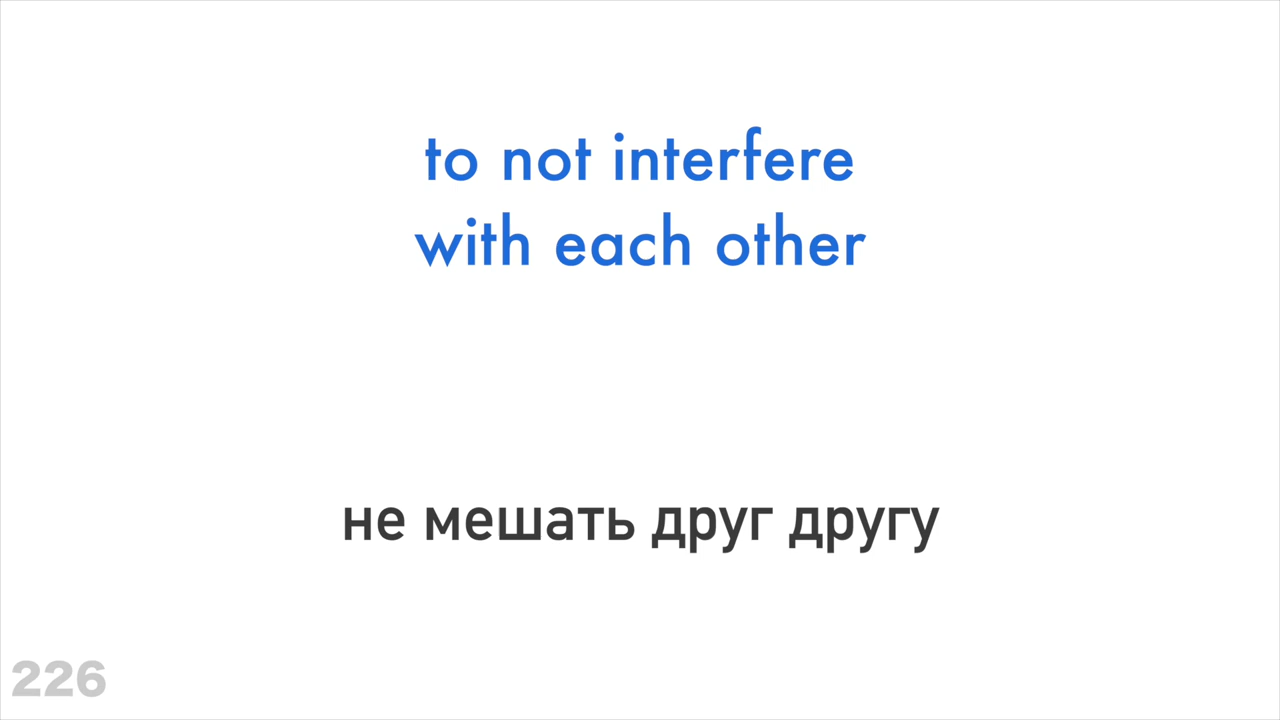 to not interfere
with each other
не мешать друг другу
226